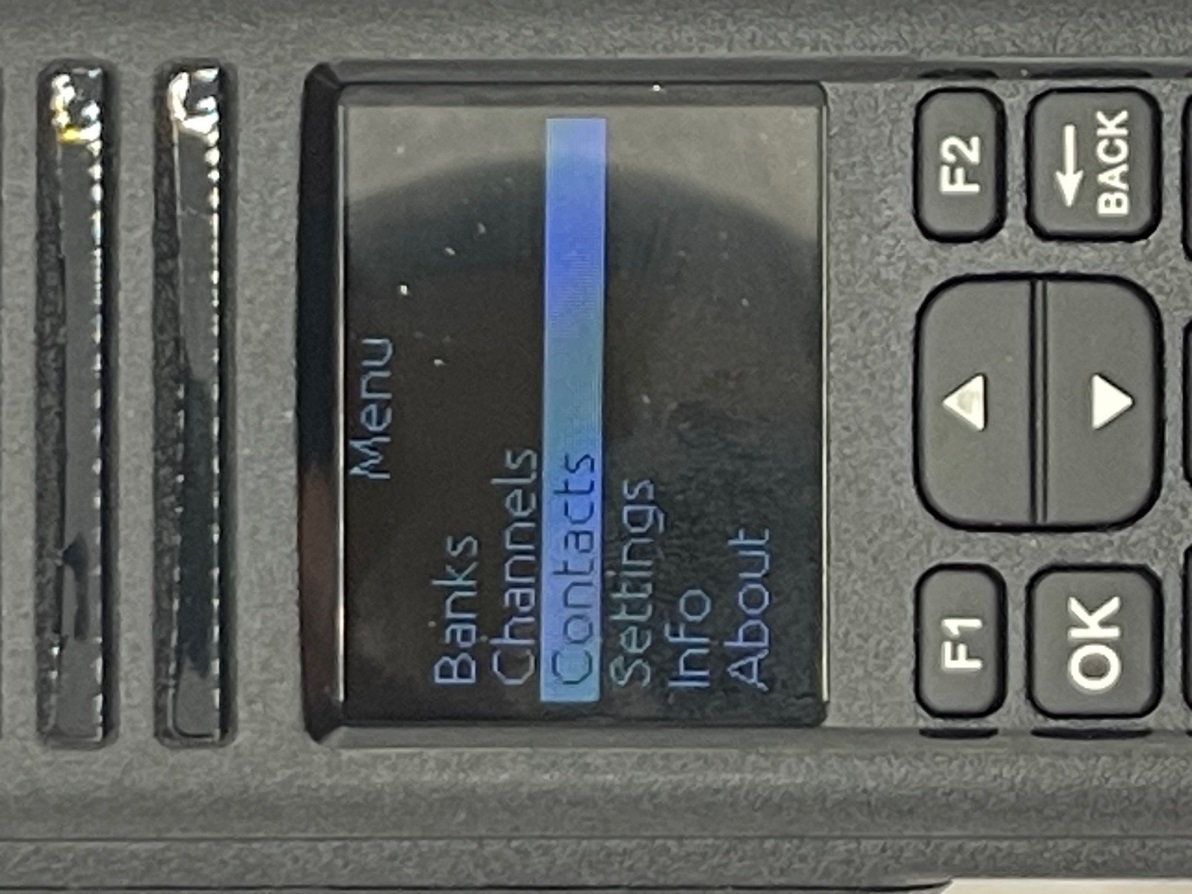 Menu
Banks
Channels
Contacts
Settings
Info
About
F1
F2
OK
BACK